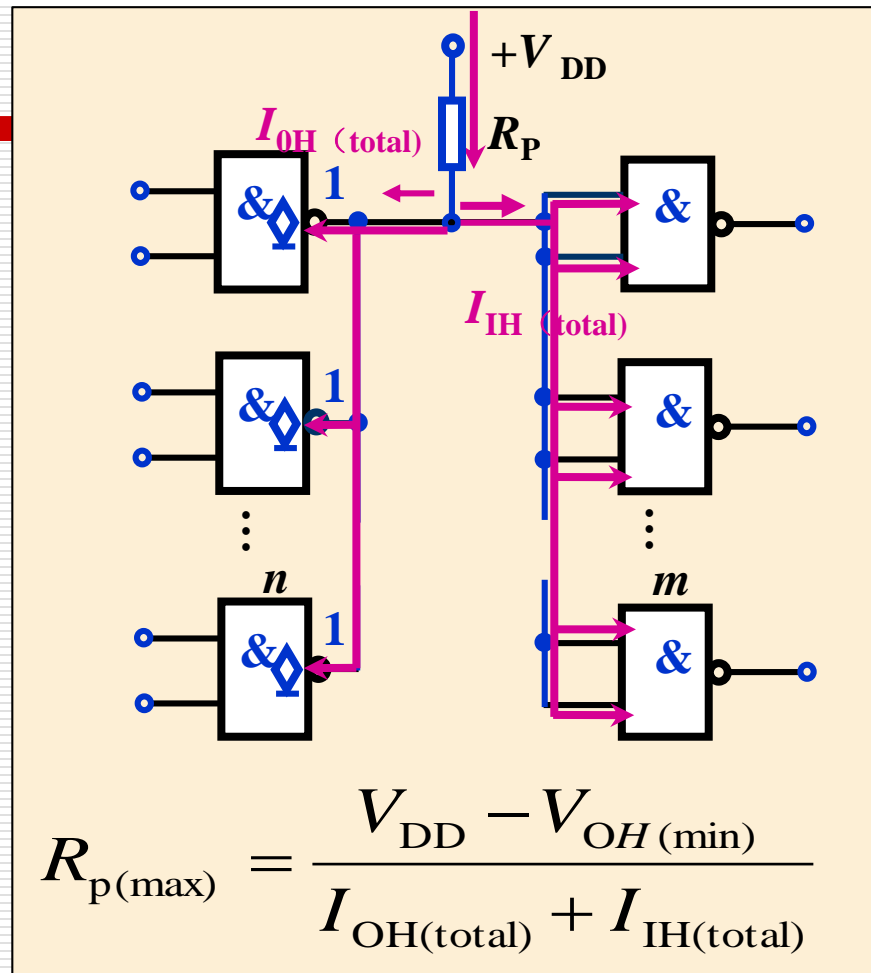 +V DD
I 0H（total）
R P
& 1 &
I IH（total）
& 1 &
⋮ ⋮
n m
& 1 &
R p(max) = (V DD − V OH (min)) / (I OH(total) + I IH(total))